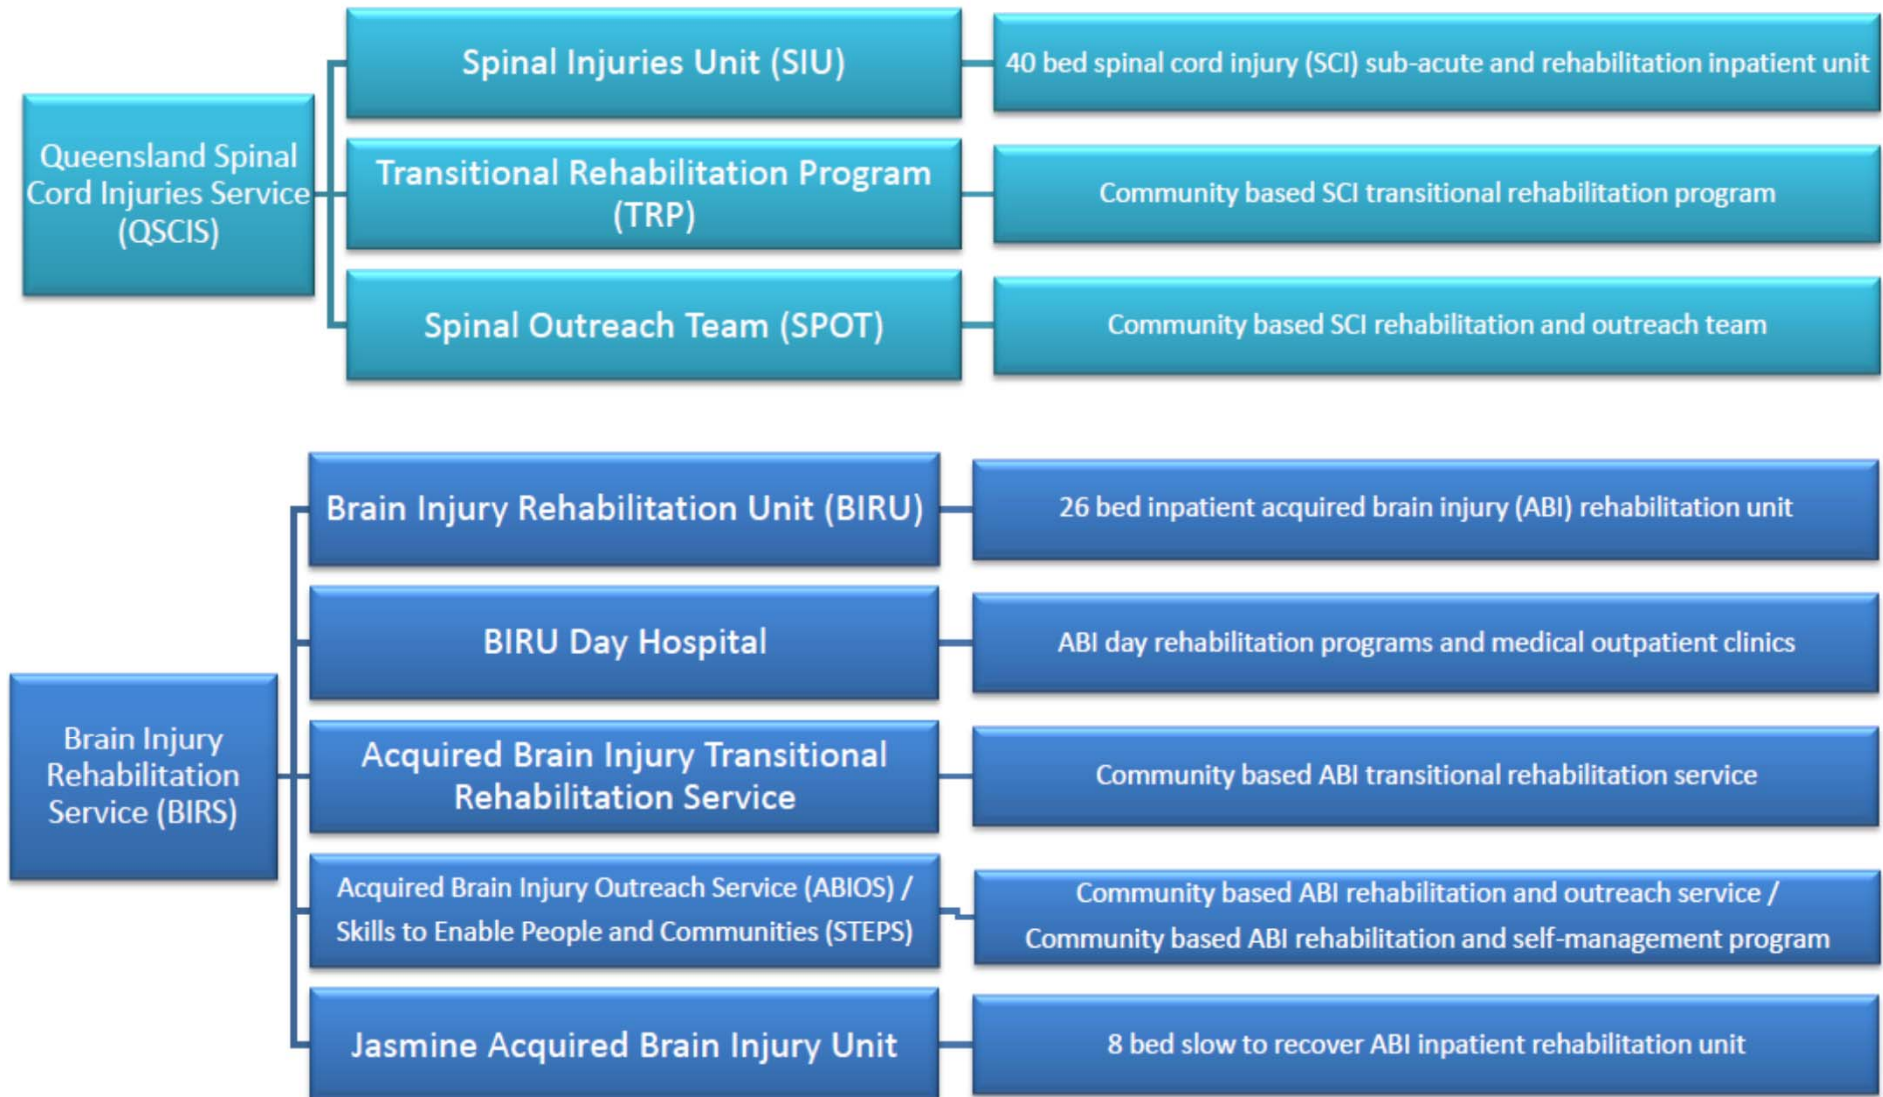 Queensland Spinal
Cord Injuries Service
(QSCIS)
Spinal Injuries Unit (SIU)
40 bed spinal cord injury (SCI) sub-acute and rehabilitation inpatient unit
Transitional Rehabilitation Program
(TRP)
Community based SCI transitional rehabilitation program
Spinal Outreach Team (SPOT)
Community based SCI rehabilitation and outreach team
Brain Injury
Rehabilitation
Service (BIRS)
Brain Injury Rehabilitation Unit (BIRU)
26 bed inpatient acquired brain injury (ABI) rehabilitation unit
BIRU Day Hospital
ABI day rehabilitation programs and medical outpatient clinics
Acquired Brain Injury Transitional
Rehabilitation Service
Community based ABI transitional rehabilitation service
Acquired Brain Injury Outreach Service (ABIOS) /
Skills to Enable People and Communities (STEPS)
Community based ABI rehabilitation and outreach service /
Community based ABI rehabilitation and self-management program
Jasmine Acquired Brain Injury Unit
8 bed slow to recover ABI inpatient rehabilitation unit